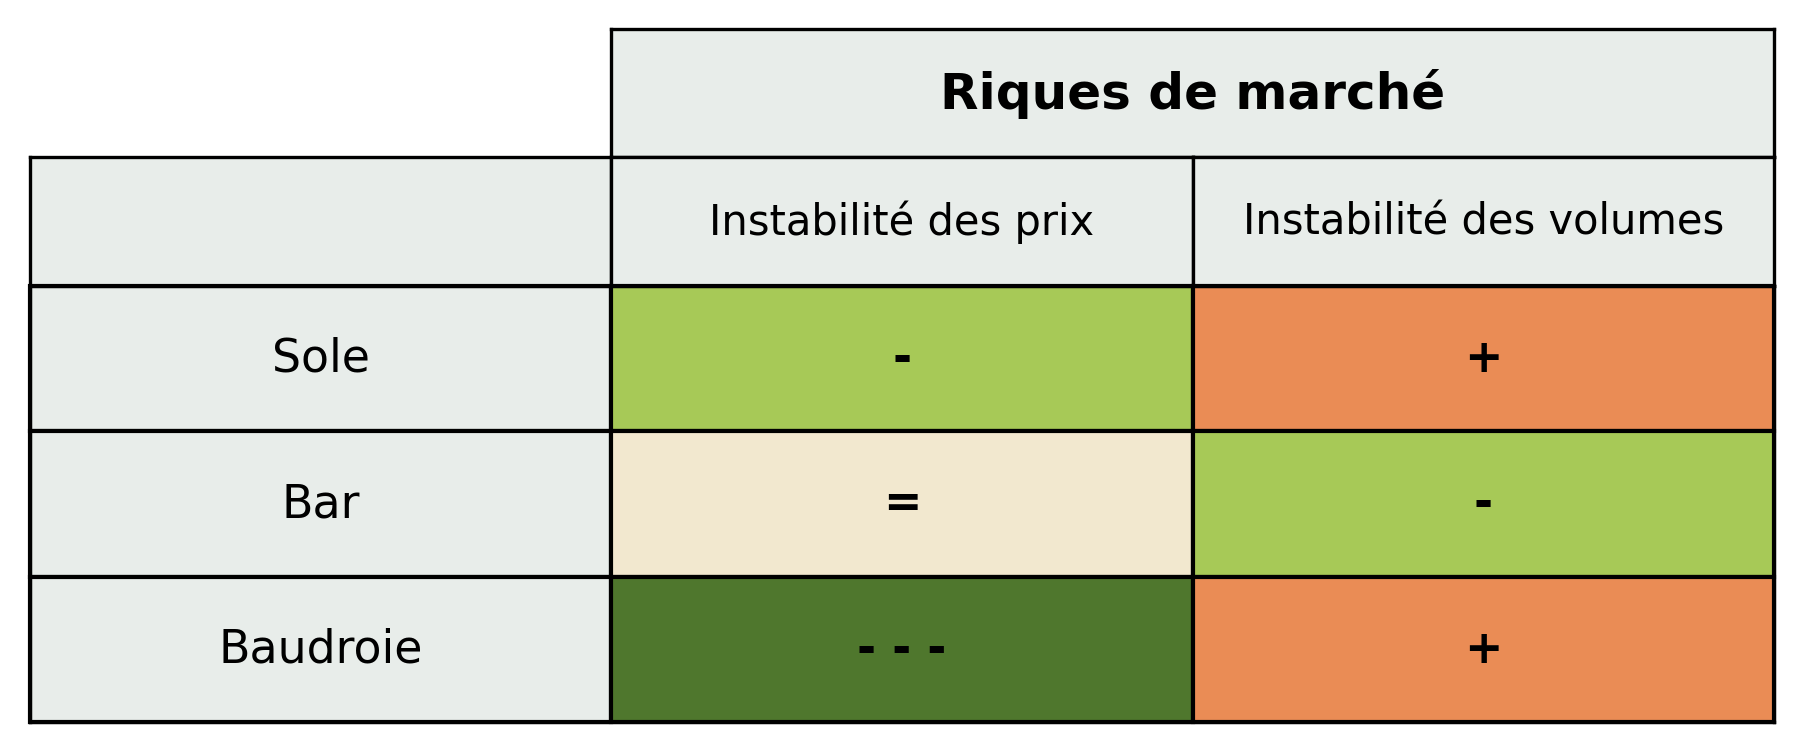 Riques de marché
Instabilité des prix Instabilité des volumes
Sole - +
Bar = -
Baudroie - - - +